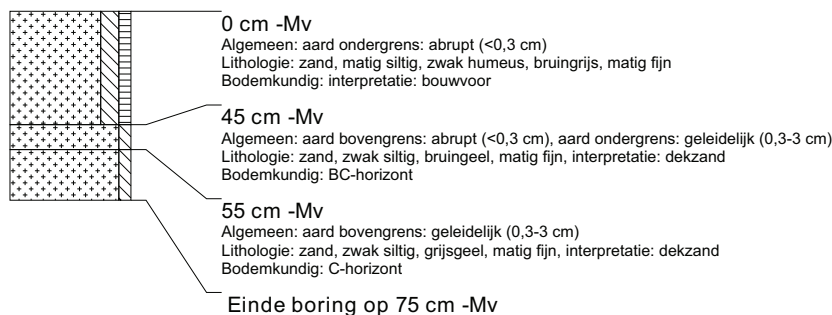 0 cm -Mv
Algemeen: aard ondergrens: abrupt (<0,3 cm)
Lithologie: zand, matig siltig, zwak humeus, bruingrijs, matig fijn
Bodemkundig: interpretatie: bouwvoor
45 cm -Mv
Algemeen: aard bovengrens: abrupt (<0,3 cm), aard ondergrens: geleidelijk (0,3-3 cm)
Lithologie: zand, zwak siltig, bruingeel, matig fijn, interpretatie: dekzand
Bodemkundig: BC-horizont
55 cm -Mv
Algemeen: aard bovengrens: geleidelijk (0,3-3 cm)
Lithologie: zand, zwak siltig, grijsgeel, matig fijn, interpretatie: dekzand
Bodemkundig: C-horizont
Einde boring op 75 cm -Mv